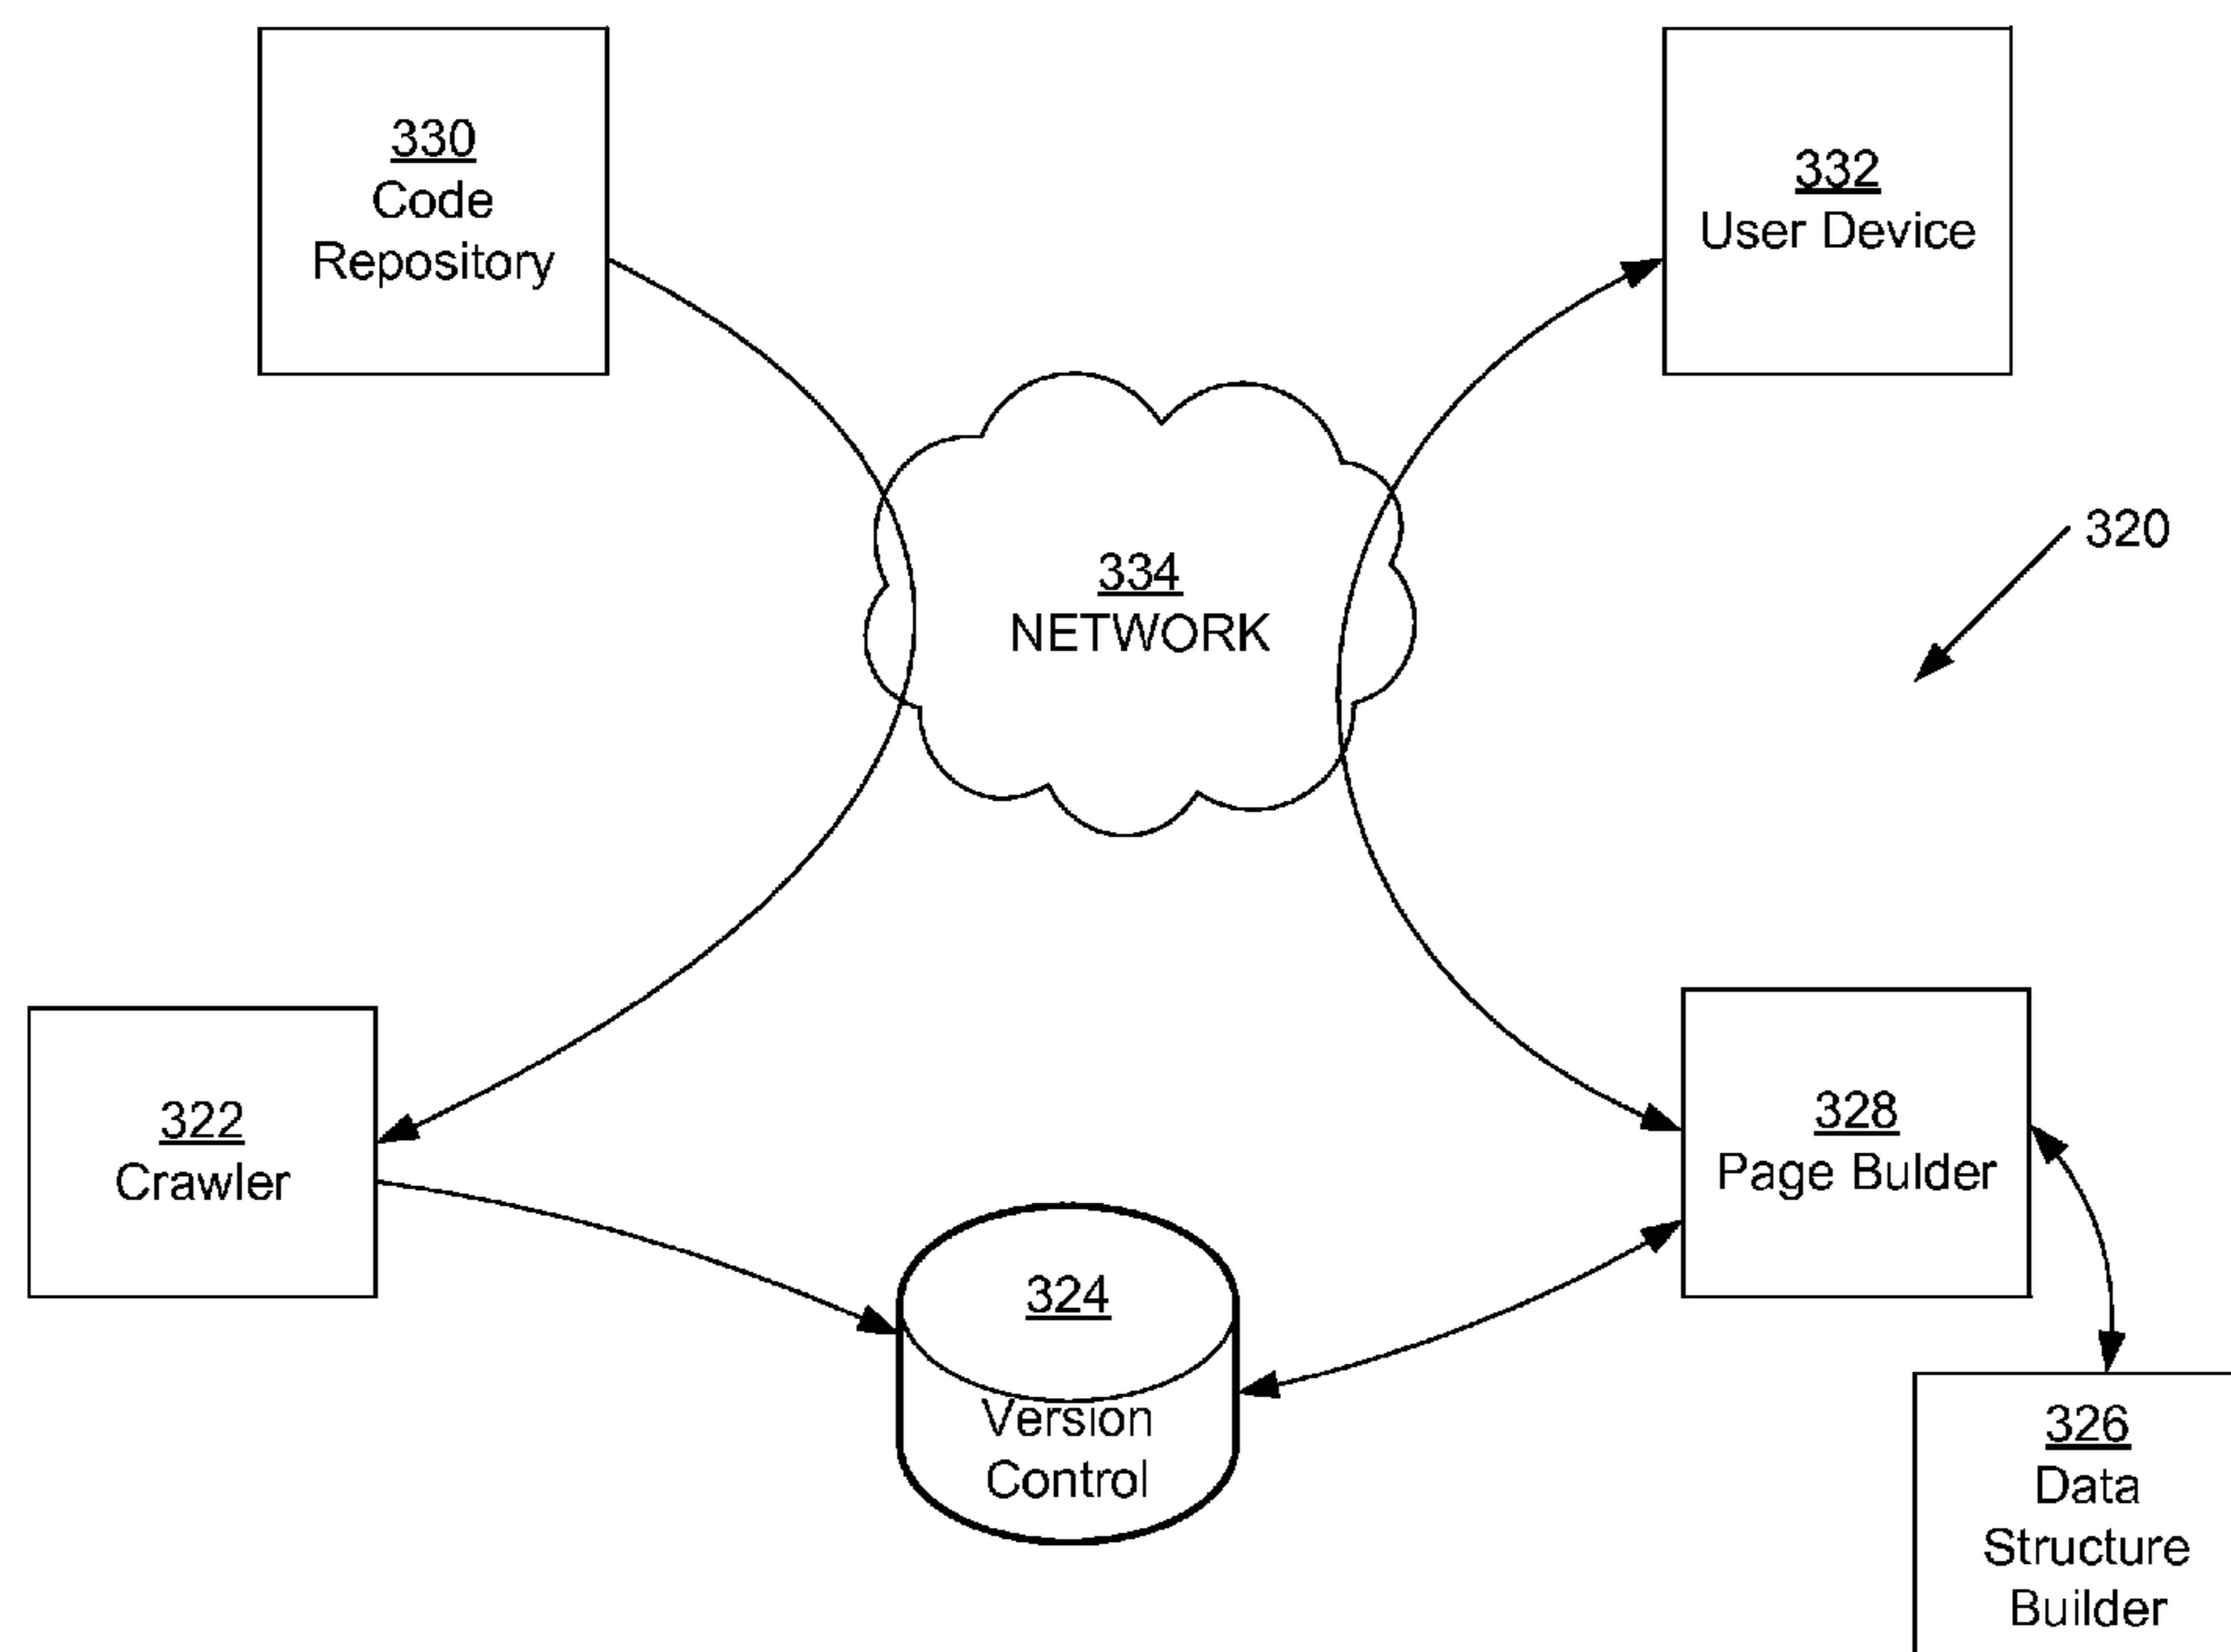 330
Code
Repository
332
User Device
320
334
NETWORK
322
Crawler
328
Page Bulder
324
Version
Control
326
Data
Structure
Builder